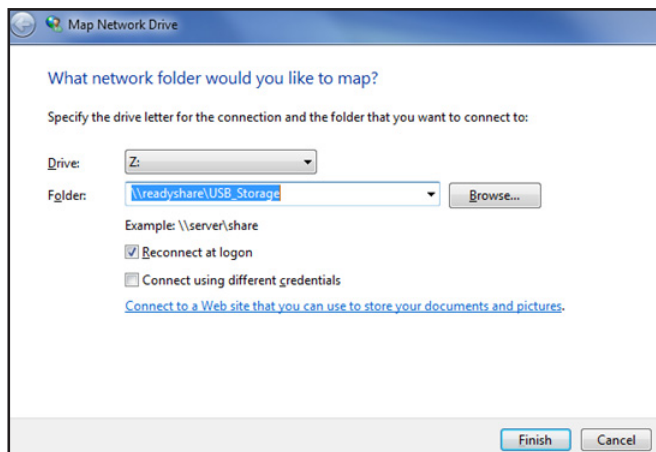 Map Network Drive
What network folder would you like to map?
Specify the drive letter for the connection and the folder that you want to connect to:
Drive: Z:
Folder: \\readyshare\USB_Storage Browse...
Example: \\server\share
Reconnect at logon
Connect using different credentials
Connect to a Web site that you can use to store your documents and pictures.
Finish Cancel